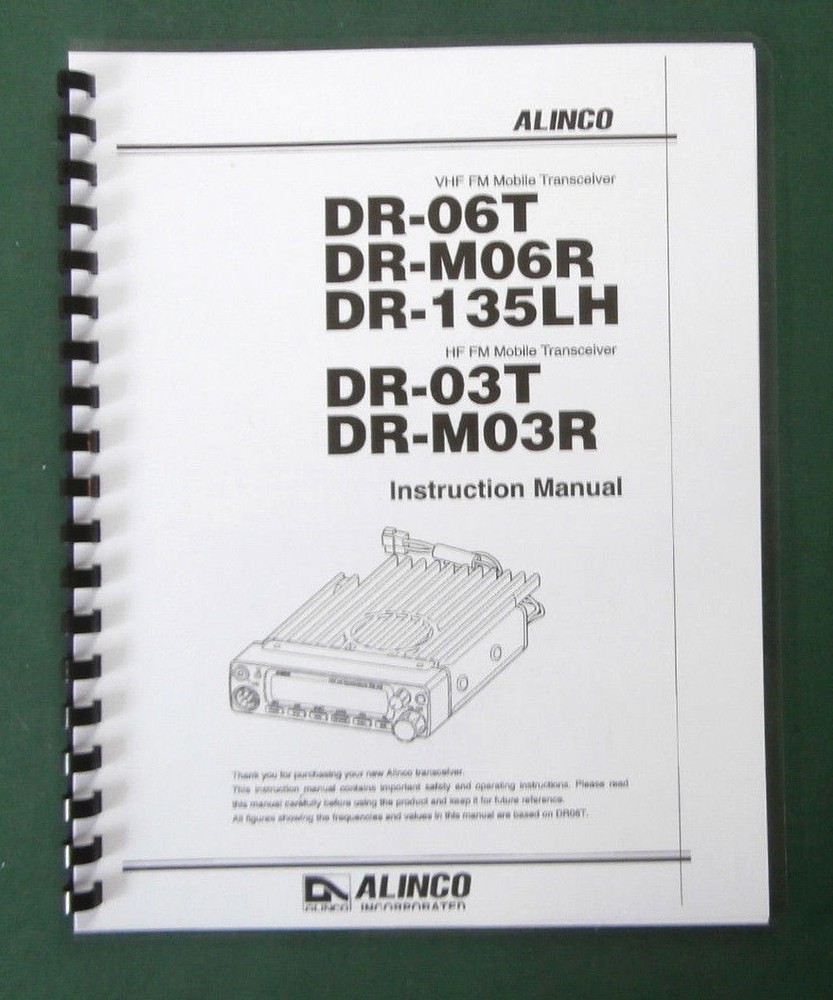 ALINCO
VHF FM Mobile Transceiver
DR-06T
DR-M06R
DR-135LH
HF FM Mobile Transceiver
DR-03T
DR-M03R
Instruction Manual
Thank you for purchasing your new Alinco transceiver.
This instruction manual contains important safety and operating instructions. Please read
this manual carefully before using the product and keep it for future reference.
All figures showing the frequencies and values in this manual are based on DR06T.
ALINCO
ALINCO INCORPORATED